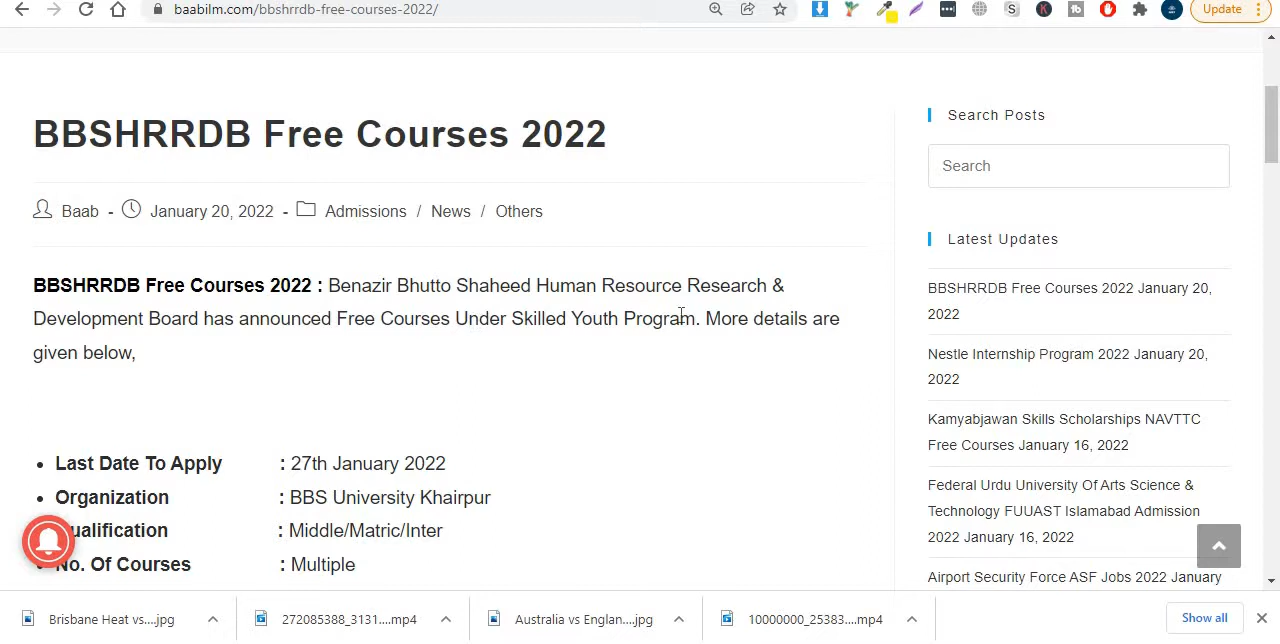 baabilm.com/bbshrrdb-free-courses-2022/
Update
BBSHRRDB Free Courses 2022
Baab - January 20, 2022 - Admissions / News / Others
BBSHRRDB Free Courses 2022 : Benazir Bhutto Shaheed Human Resource Research &
Development Board has announced Free Courses Under Skilled Youth Program. More details are
given below,
• Last Date To Apply : 27th January 2022
• Organization : BBS University Khairpur
ualification : Middle/Matric/Inter
No. Of Courses : Multiple
Search Posts
Search
Latest Updates
BBSHRRDB Free Courses 2022 January 20,
2022
Nestle Internship Program 2022 January 20,
2022
Kamyabjawan Skills Scholarships NAVTTC
Free Courses January 16, 2022
Federal Urdu University Of Arts Science &
Technology FUUAST Islamabad Admission
2022 January 16, 2022
Airport Security Force ASF Jobs 2022 January
Brisbane Heat vs....jpg
272085388_3131....mp4
Australia vs Englan....jpg
10000000_25383....mp4
Show all